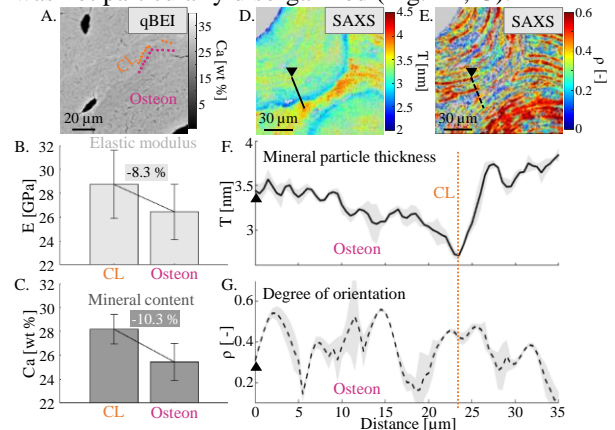 A.
qBEI
CL
Osteon
20 µm
35
25
15
5
Ca [wt %]
D.
SAXS
30 µm
4.5
4
3.5
3
2.5
2
T [nm]
E.
SAXS
30 µm
0.6
0.4
0.2
0
ρ [-]
B.
Elastic modulus
-8.3 %
E [GPa]
32
30
28
26
24
22
CL
Osteon
C.
Mineral content
-10.3 %
Ca [wt %]
32
30
28
26
24
22
CL
Osteon
F.
Mineral particle thickness
CL
Osteon
T [nm]
4
3.5
3
G.
Degree of orientation
Osteon
ρ [-]
0.6
0.4
0.2
0
5
10
15
20
25
30
35
Distance [µm]